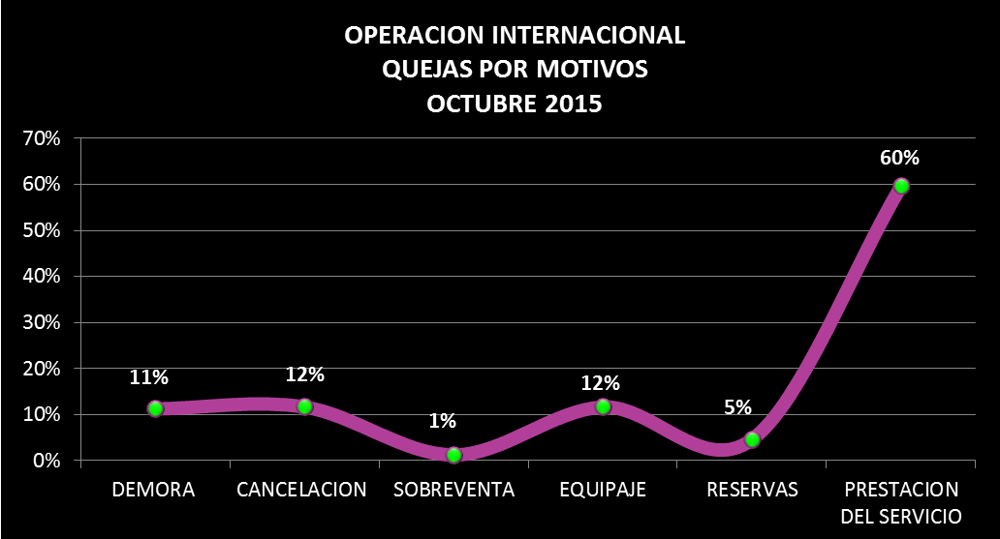 OPERACION INTERNACIONAL
QUEJAS POR MOTIVOS
OCTUBRE 2015
70%
60%
50%
40%
30%
20%
10%
0%
11%
12%
1%
12%
5%
60%
DEMORA
CANCELACION
SOBREVENTA
EQUIPAJE
RESERVAS
PRESTACION
DEL SERVICIO